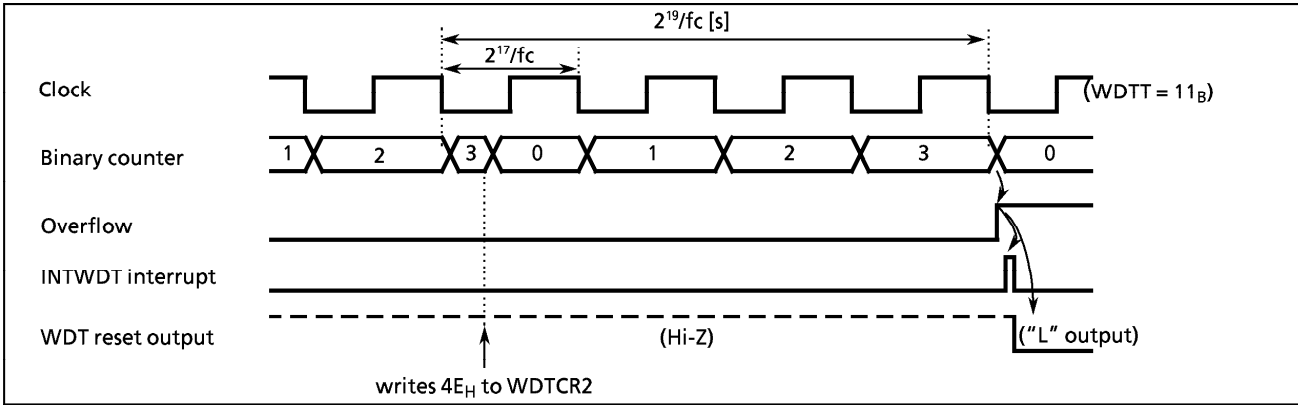 2¹⁹/fc [s]
2¹⁷/fc
Clock
(WDTT = 11B)
Binary counter
1 2 3 0 1 2 3 0
Overflow
INTWDT interrupt
WDT reset output
(Hi-Z)
("L" output)
writes 4EH to WDTCR2